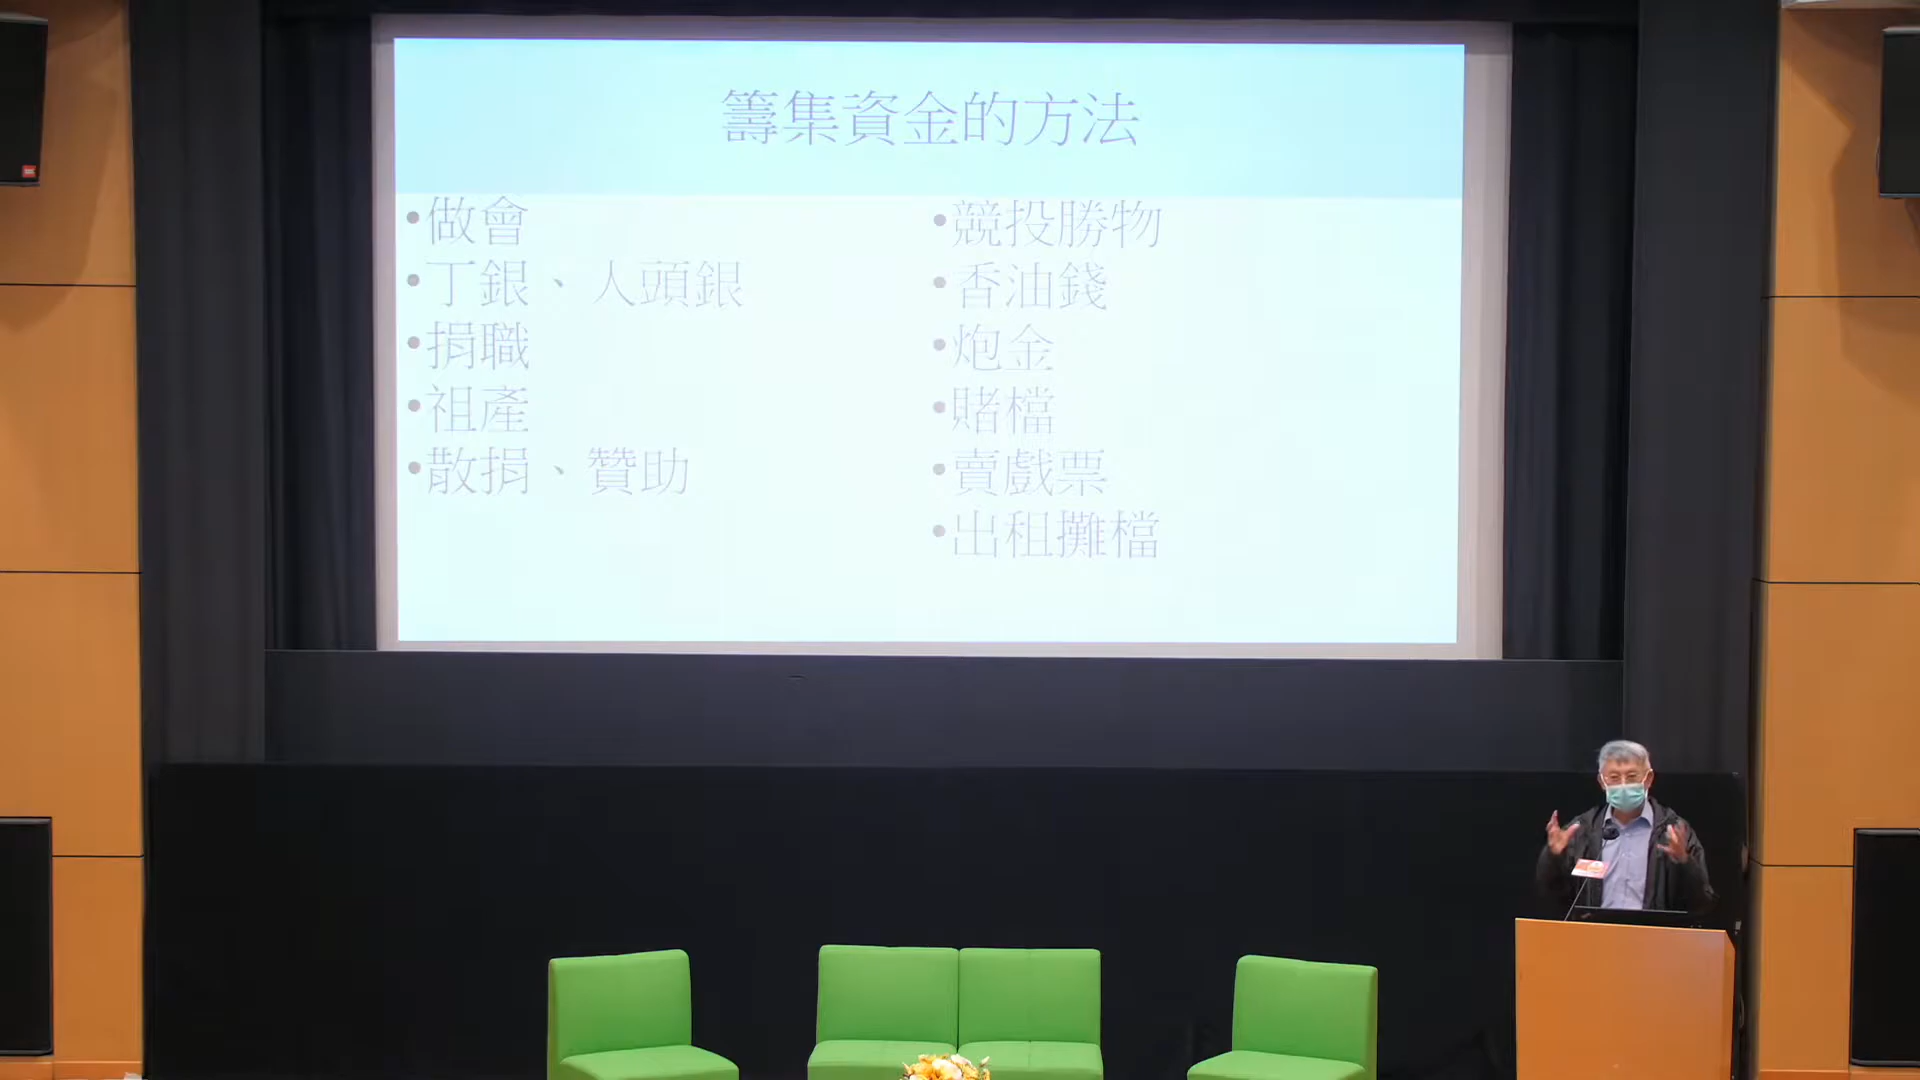 籌集資金的方法
•做會
•丁銀、人頭銀
•捐職
•祖產
•散捐、贊助
•競投勝物
•香油錢
•炮金
•賭檔
•賣戲票
•出租攤檔